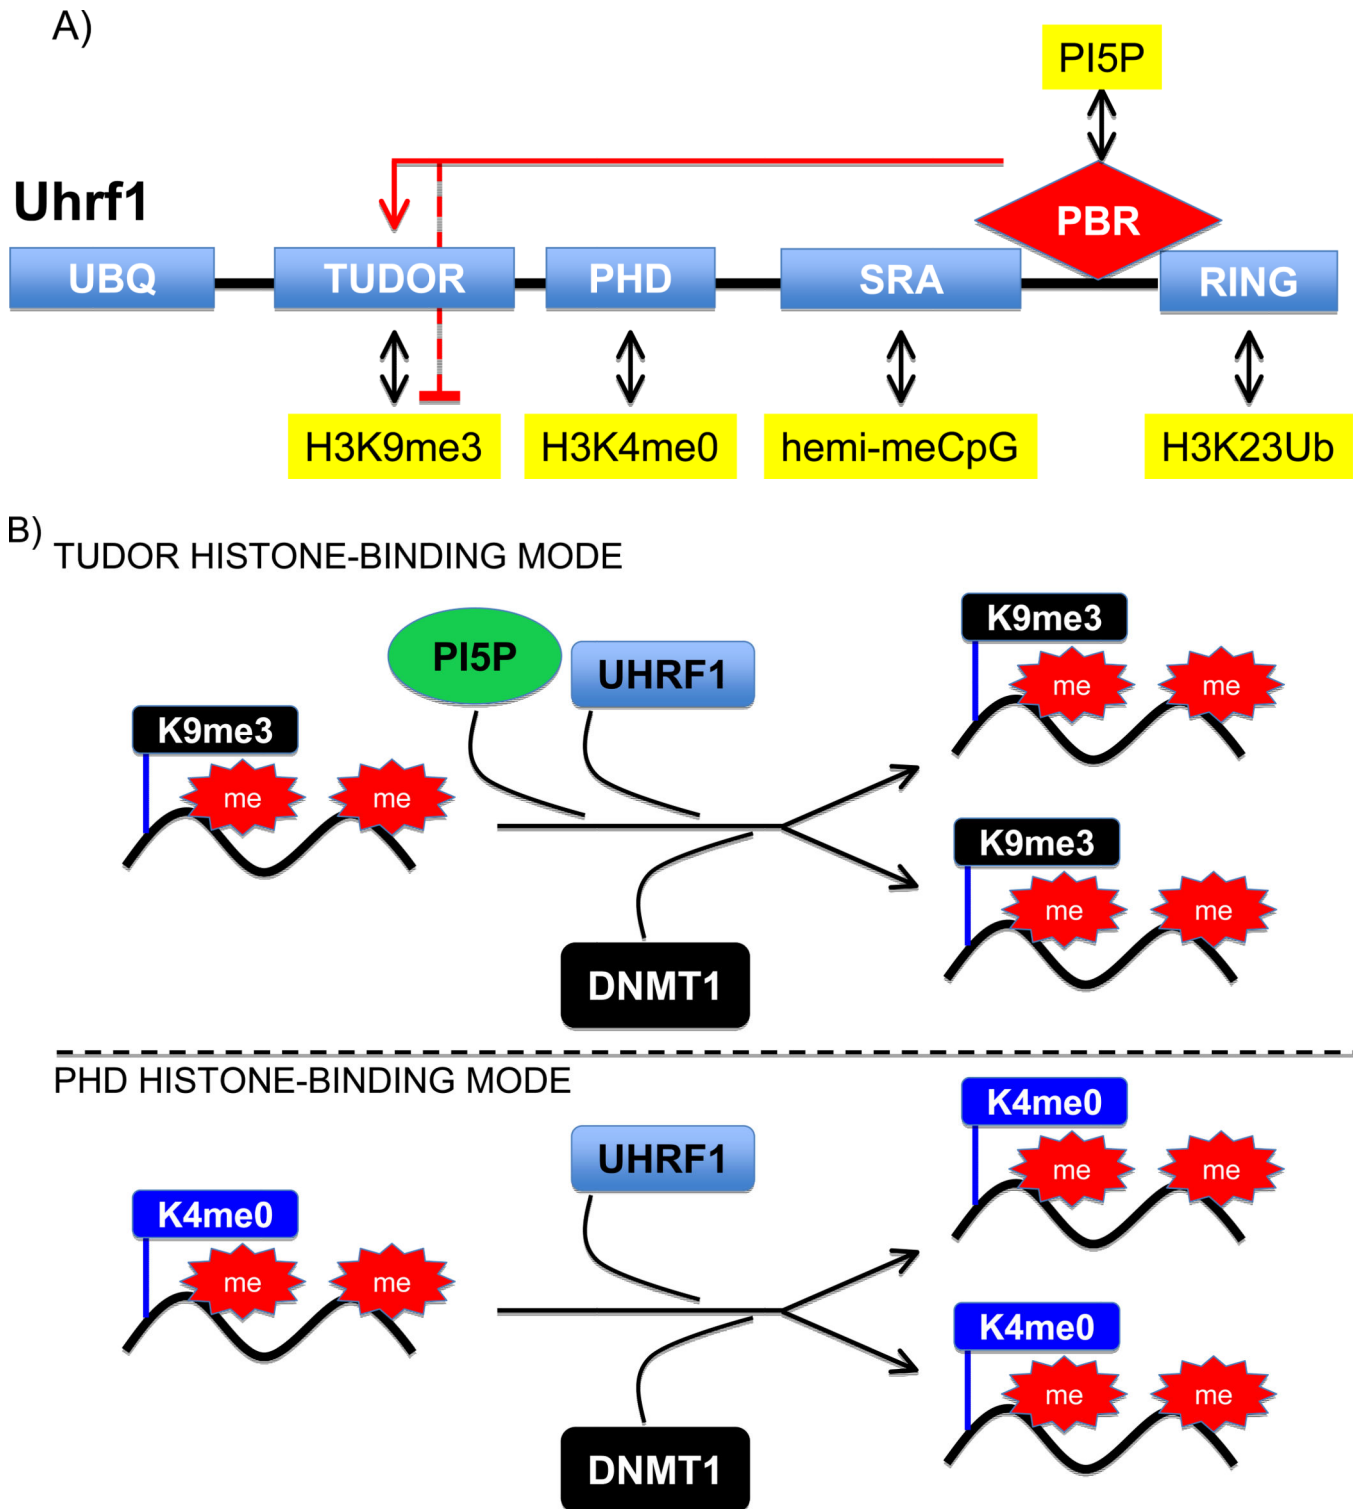 A)
PI5P
Uhrf1
PBR
UBQ TUDOR PHD SRA RING
H3K9me3 H3K4me0 hemi-meCpG H3K23Ub
B)
TUDOR HISTONE-BINDING MODE
PI5P UHRF1
K9me3
me me
DNMT1
K9me3
me me
K9me3
me me
PHD HISTONE-BINDING MODE
UHRF1
K4me0
me me
DNMT1
K4me0
me me
K4me0
me me